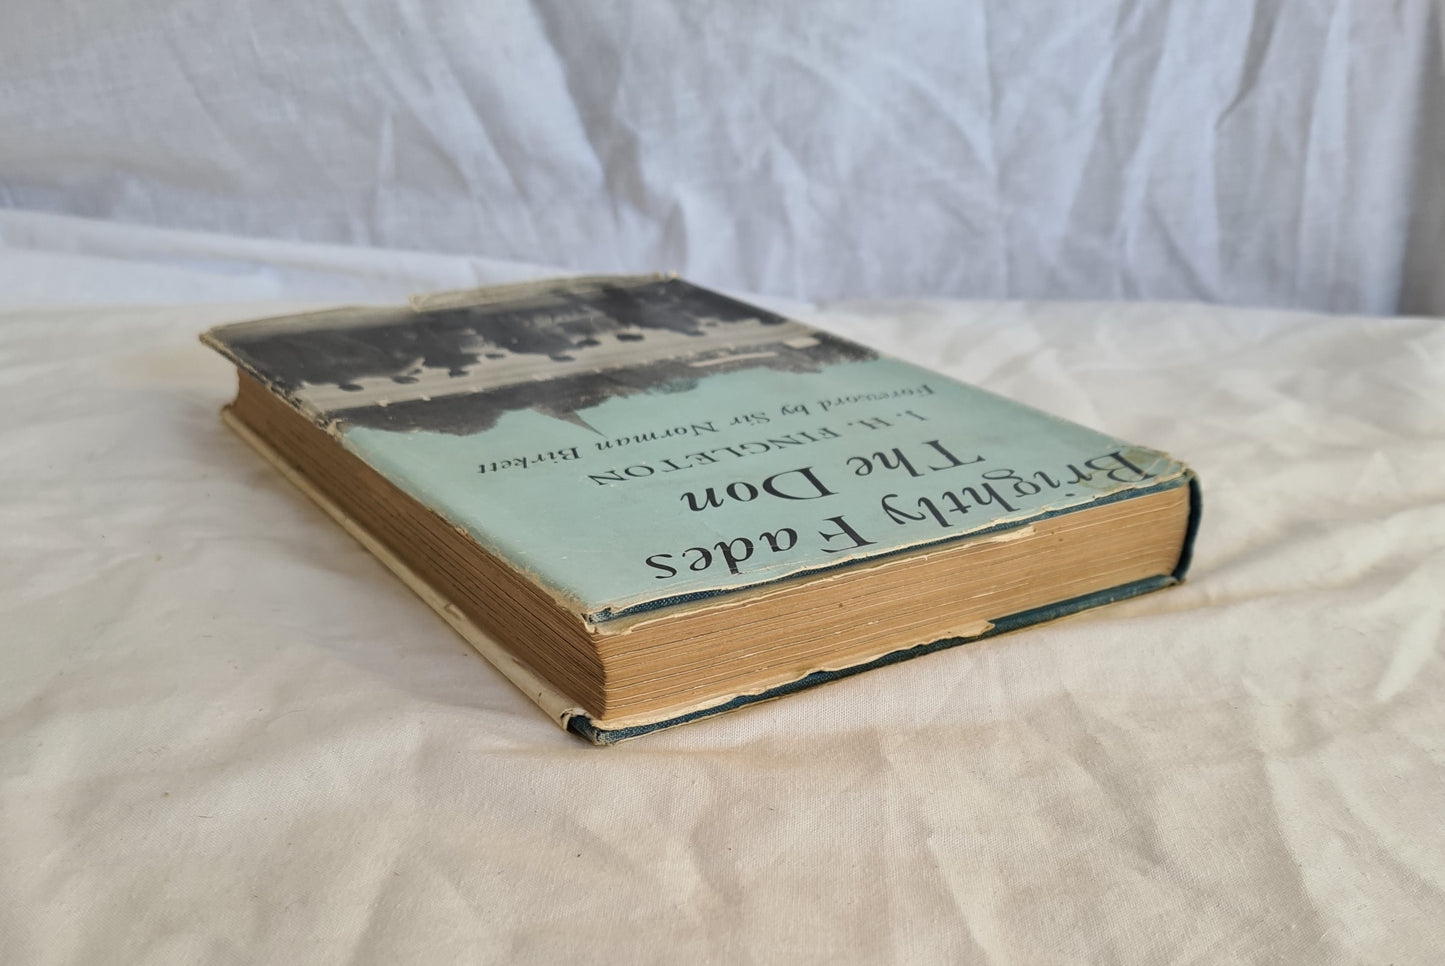 Brightly Fades
The Don
J. H. FINGLETON
Foreword by Sir Norman Birkett